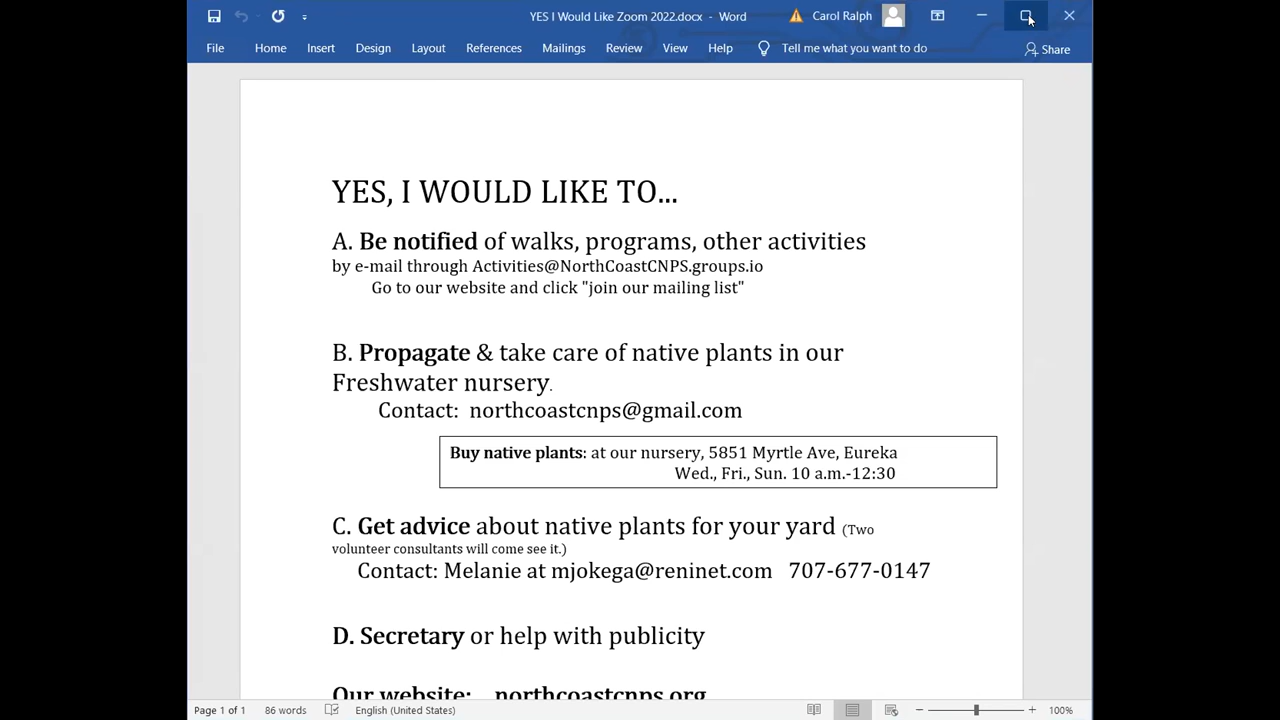 YES I Would Like Zoom 2022.docx - Word
Carol Ralph
File Home Insert Design Layout References Mailings Review View Help Tell me what you want to do Share
YES, I WOULD LIKE TO...
A. Be notified of walks, programs, other activities
by e-mail through Activities@NorthCoastCNPS.groups.io
Go to our website and click "join our mailing list"
B. Propagate & take care of native plants in our
Freshwater nursery.
Contact: northcoastcnps@gmail.com
Buy native plants: at our nursery, 5851 Myrtle Ave, Eureka
Wed., Fri., Sun. 10 a.m.-12:30
C. Get advice about native plants for your yard (Two
volunteer consultants will come see it.)
Contact: Melanie at mjokega@reninet.com 707-677-0147
D. Secretary or help with publicity
Our website: northcoastcnps.org
Page 1 of 1 86 words English (United States) 100%